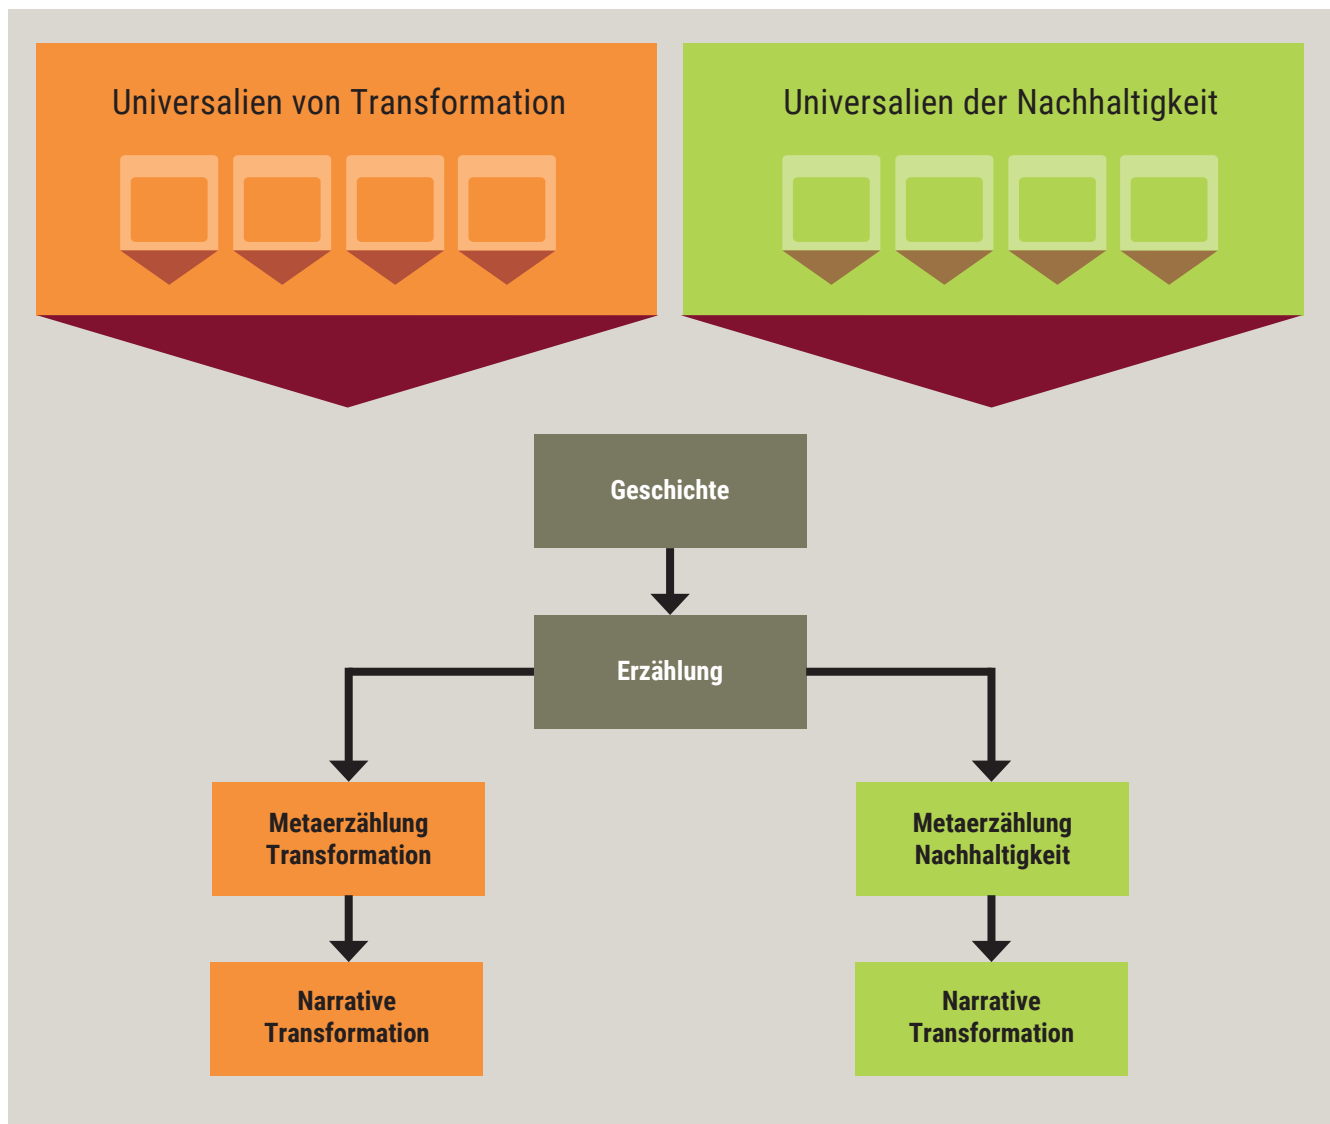 Universalien von Transformation
Universalien der Nachhaltigkeit
Geschichte
Erzählung
Metaerzählung
Transformation
Metaerzählung
Nachhaltigkeit
Narrative
Transformation
Narrative
Transformation